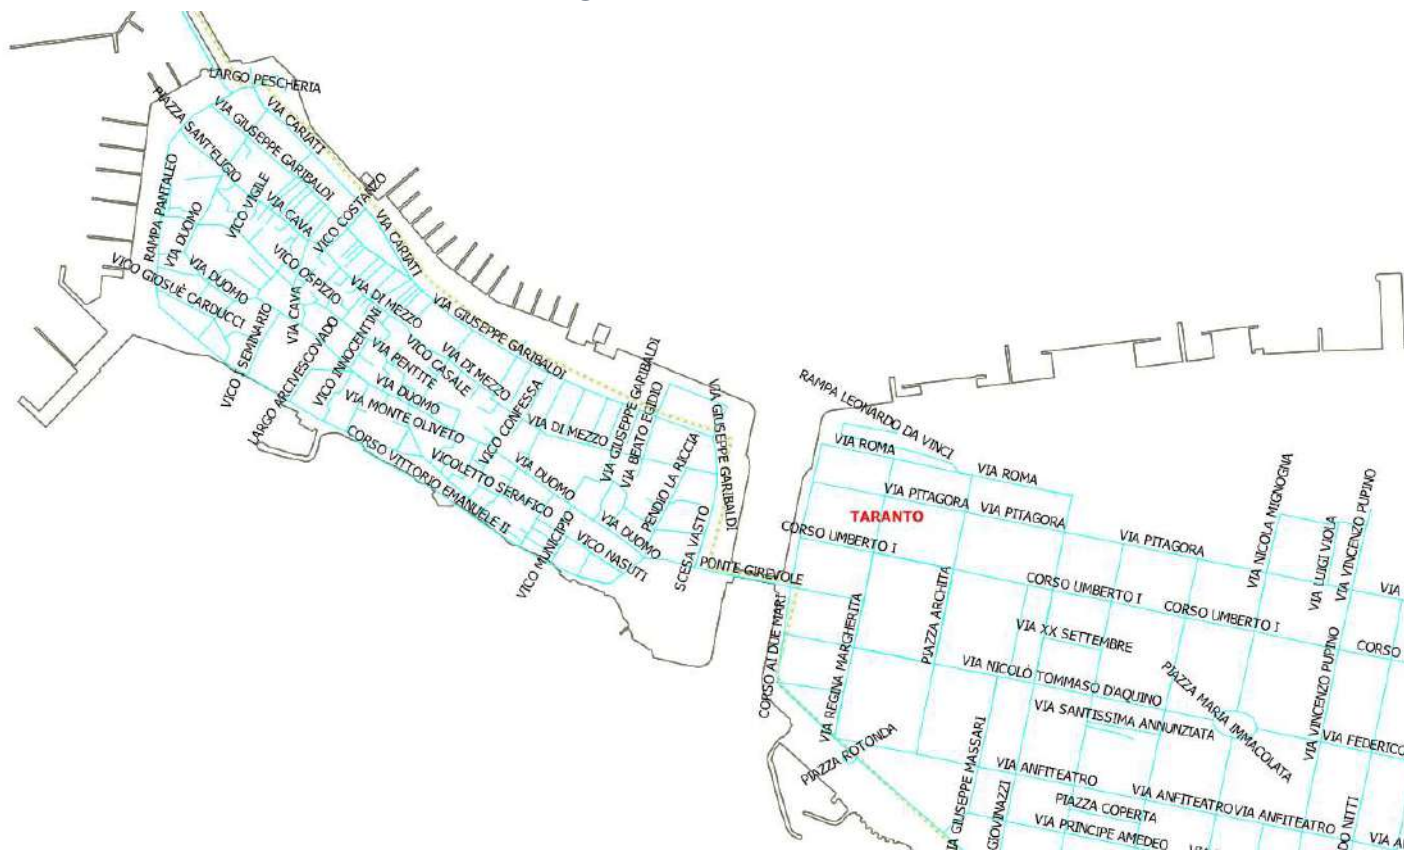 LARGO PESCHERIA
PIAZZA SANT'ELIGIO
VIA GIUSEPPE GARIBALDI
VIA CARIATI
RAMPA PANTALEO
VIA DUOMO
VICO VIGILE
VIA CAVA
VICO COSTANZO
VIA CARIATI
VICO GIOSUÈ CARDUCCI
VIA DUOMO
VICO OSPIZIO
VIA CAVA
VIA DI MEZZO
VIA GIUSEPPE GARIBALDI
VICO I SEMINARIO
LARGO ARCIVESCOVADO
VICO INNOCENTINI
VIA PENTITE
VICO CASALE
VIA DI MEZZO
VIA DUOMO
VIA MONTE OLIVETO
VICO CONFESSA
VIA DI MEZZO
VIA GIUSEPPE GARIBALDI
VIA BEATO EGIDIO
VIA GIUSEPPE GARIBALDI
CORSO VITTORIO EMANUELE II
VICOLETTO SERAFICO
VIA DUOMO
VIA DUOMO
PENDIO LA RICCIA
VICO MUNICIPIO
VICO NASUTI
SCESA VASTO
PONTE GIREVOLE
RAMPA LEONARDO DA VINCI
VIA ROMA
VIA ROMA
VIA PITAGORA
VIA PITAGORA
VIA PITAGORA
TARANTO
VIA NICOLA MIGNOGNA
VIA LUIGI VIOLA
VIA VINCENZO PUPINO
VIA
CORSO UMBERTO I
CORSO UMBERTO I
CORSO UMBERTO I
CORSO
CORSO AI DUE MARI
VIA REGINA MARGHERITA
PIAZZA ARCHITA
VIA XX SETTEMBRE
VIA NICOLÒ TOMMASO D'AQUINO
PIAZZA MARIA IMMACOLATA
VIA VINCENZO PUPINO
VIA SANTISSIMA ANNUNZIATA
VIA FEDERICO
PIAZZA ROTONDA
VIA GIUSEPPE MASSARI
GIOVINAZZI
VIA ANFITEATRO
VIA ANFITEATRO
VIA ANFITEATRO
PIAZZA COPERTA
VIA PRINCIPE AMEDEO
DO NITTI
VIA A